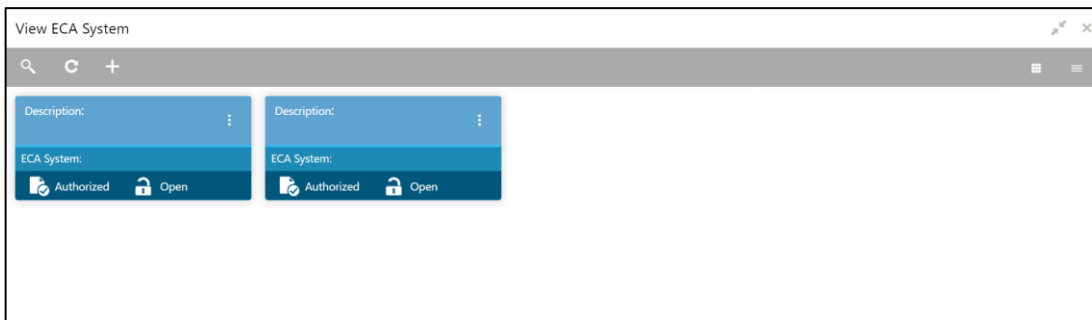 View ECA System
Description:
ECA System:
Authorized Open
Description:
ECA System:
Authorized Open